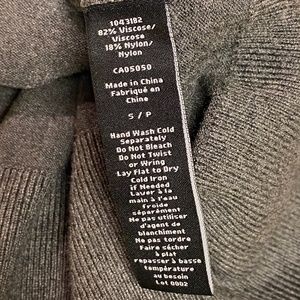 1043182
82% Viscose/
Viscose
18% Nylon/
Nylon
CA05050
Made in China
Fabriqué en
Chine
S / P
Hand Wash Cold
Separately
Do Not Bleach
Do Not Twist
or Wring
Lay Flat to Dry
Cold Iron
if Needed
Laver à la
main à l'eau
froide
séparément
Ne pas utiliser
d'agent de
blanchiment
Ne pas tordre
Faire sécher
à plat
repasser à basse
température
au besoin
Lot 0002